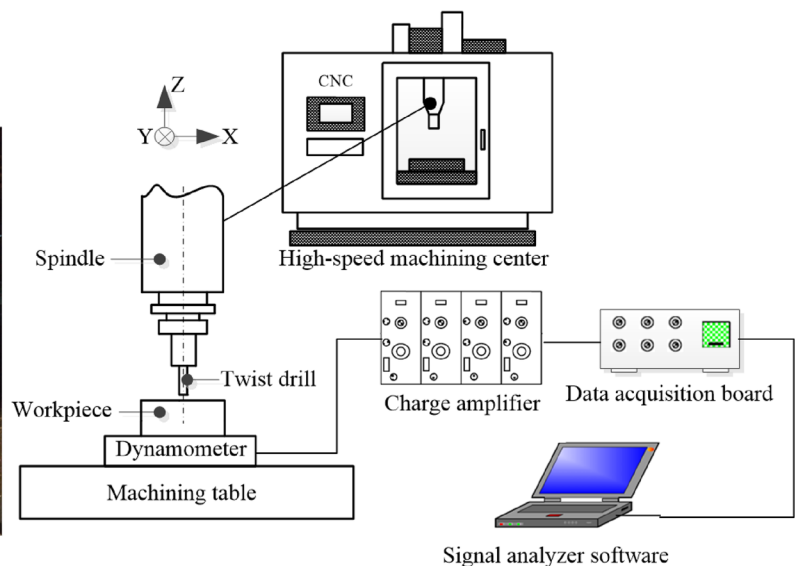 CNC
Z
Y
X
Spindle
High-speed machining center
Twist drill
Charge amplifier
Data acquisition board
Workpiece
Dynamometer
Machining table
Signal analyzer software